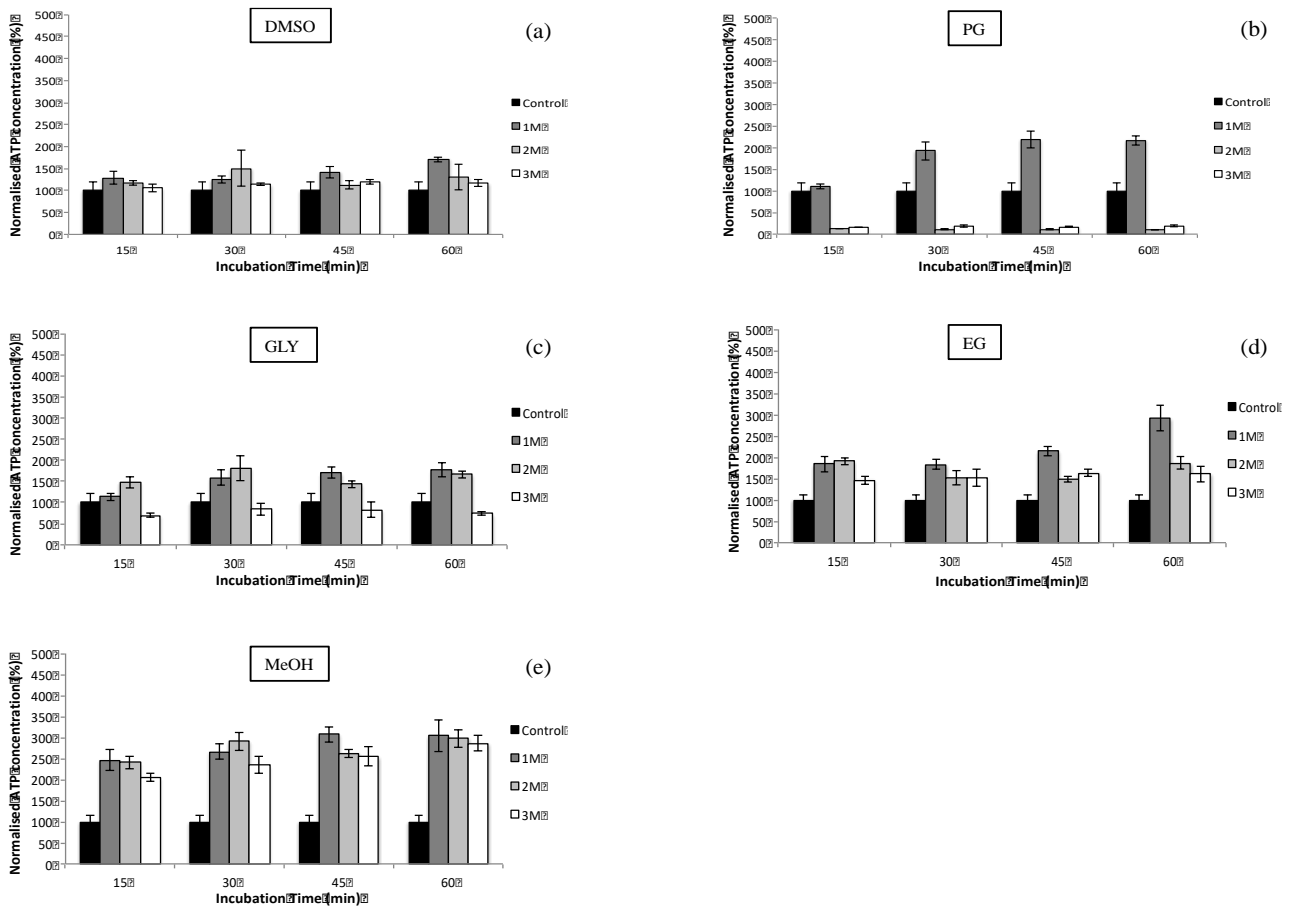 DMSO
(a)
Normalised ATP concentration (%)
500
450
400
350
300
250
200
150
100
50
0
15
30
45
60
Incubation Time (min)
Control
1M
2M
3M
PG
(b)
Normalised ATP concentration (%)
500
450
400
350
300
250
200
150
100
50
0
15
30
45
60
Incubation Time (min)
Control
1M
2M
3M
GLY
(c)
Normalised ATP concentration (%)
500
450
400
350
300
250
200
150
100
50
0
15
30
45
60
Incubation Time (min)
Control
1M
2M
3M
EG
(d)
Normalised ATP concentration (%)
500
450
400
350
300
250
200
150
100
50
0
15
30
45
60
Incubation Time (min)
Control
1M
2M
3M
MeOH
(e)
Normalised ATP concentration (%)
500
450
400
350
300
250
200
150
100
50
0
15
30
45
60
Incubation Time (min)
Control
1M
2M
3M